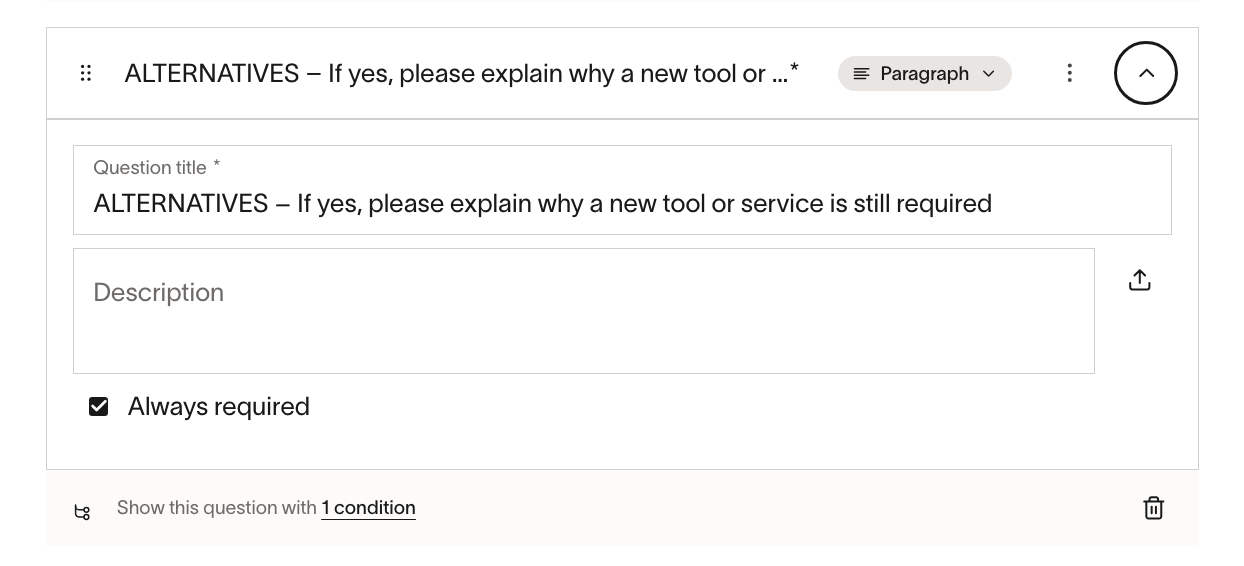 ALTERNATIVES – If yes, please explain why a new tool or ...*
Paragraph
Question title *
ALTERNATIVES – If yes, please explain why a new tool or service is still required
Description
Always required
Show this question with 1 condition